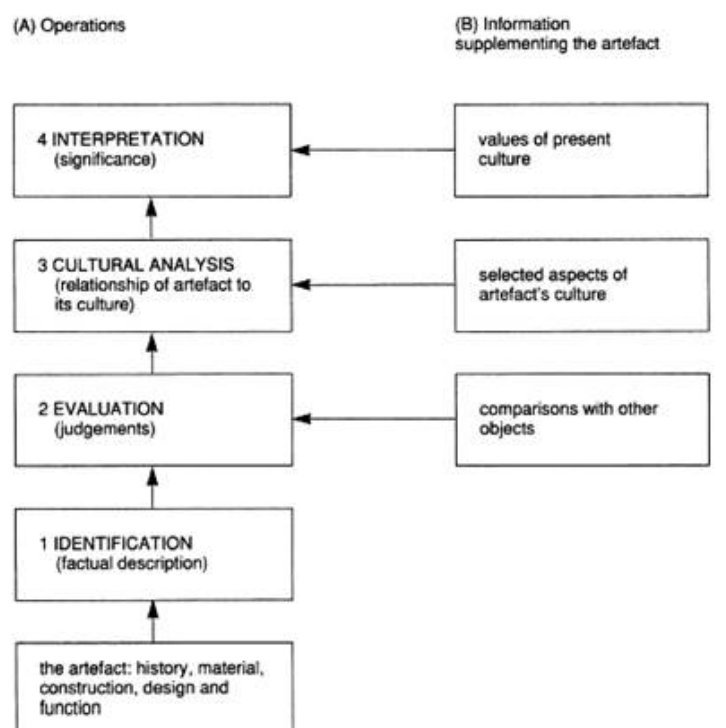 (A) Operations
(B) Information
supplementing the artefact
4 INTERPRETATION
(significance)
values of present
culture
3 CULTURAL ANALYSIS
(relationship of artefact to
its culture)
selected aspects of
artefact's culture
2 EVALUATION
(judgements)
comparisons with other
objects
1 IDENTIFICATION
(factual description)
the artefact: history, material,
construction, design and
function